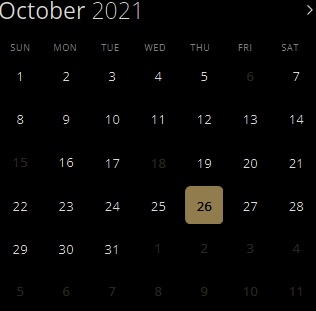 October 2021 >
SUN MON TUE WED THU FRI SAT
1 2 3 4 5 6 7
8 9 10 11 12 13 14
15 16 17 18 19 20 21
22 23 24 25 26 27 28
29 30 31 1 2 3 4
5 6 7 8 9 10 11